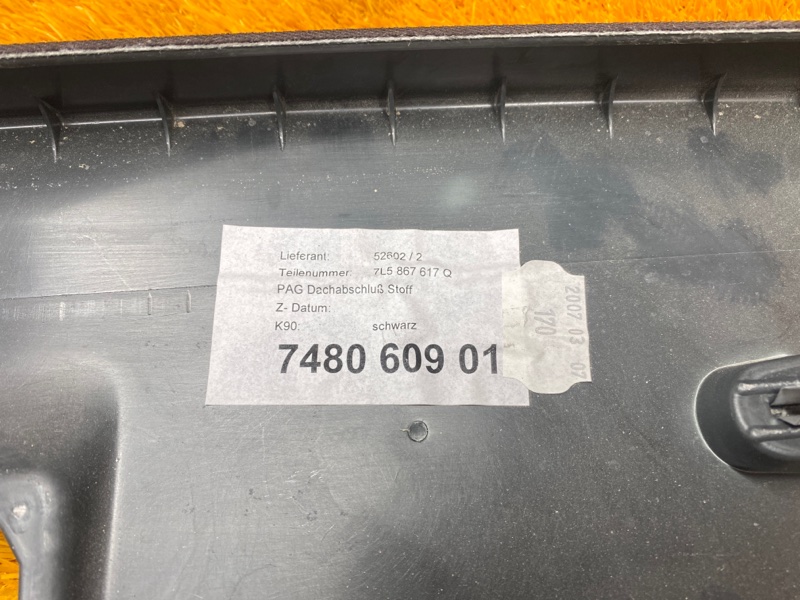 Lieferant: 52602 / 2
Teilenummer: 7L5 867 617 Q
PAG Dachabschluß Stoff
Z- Datum:
K90: schwarz
7480 609 01
2007 03 07
170